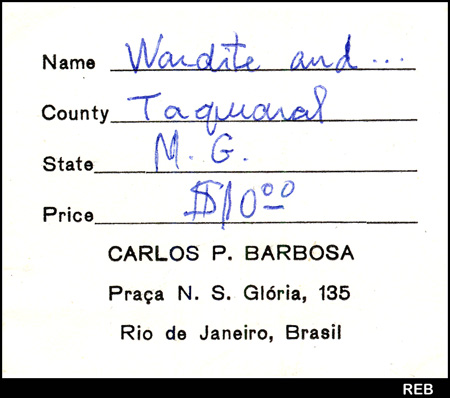 Name Wardite and...
County Taquaral
State M. G.
Price $10.00
CARLOS P. BARBOSA
Praça N. S. Glória, 135
Rio de Janeiro, Brasil
REB